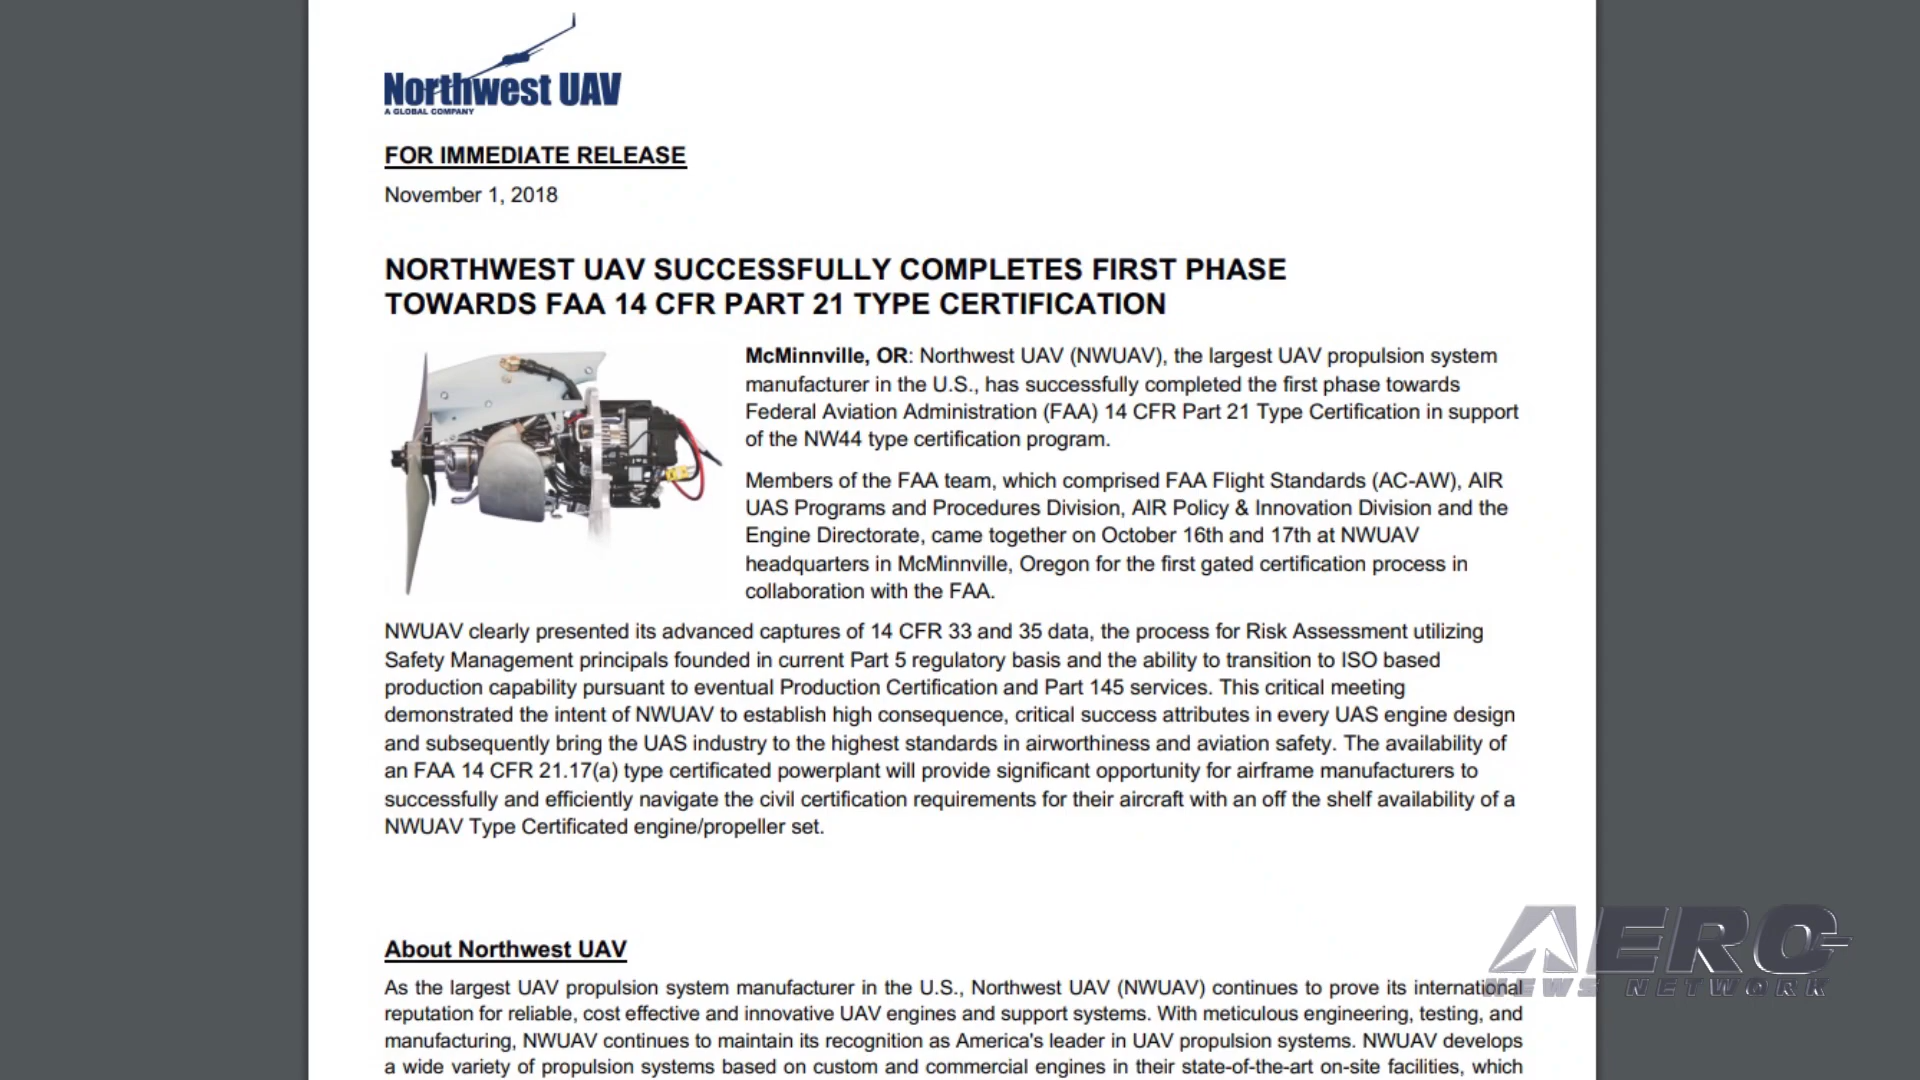 Northwest UAV
A GLOBAL COMPANY
FOR IMMEDIATE RELEASE
November 1, 2018
NORTHWEST UAV SUCCESSFULLY COMPLETES FIRST PHASE
TOWARDS FAA 14 CFR PART 21 TYPE CERTIFICATION
McMinnville, OR: Northwest UAV (NWUAV), the largest UAV propulsion system
manufacturer in the U.S., has successfully completed the first phase towards
Federal Aviation Administration (FAA) 14 CFR Part 21 Type Certification in support
of the NW44 type certification program.
Members of the FAA team, which comprised FAA Flight Standards (AC-AW), AIR
UAS Programs and Procedures Division, AIR Policy & Innovation Division and the
Engine Directorate, came together on October 16th and 17th at NWUAV
headquarters in McMinnville, Oregon for the first gated certification process in
collaboration with the FAA.
NWUAV clearly presented its advanced captures of 14 CFR 33 and 35 data, the process for Risk Assessment utilizing
Safety Management principals founded in current Part 5 regulatory basis and the ability to transition to ISO based
production capability pursuant to eventual Production Certification and Part 145 services. This critical meeting
demonstrated the intent of NWUAV to establish high consequence, critical success attributes in every UAS engine design
and subsequently bring the UAS industry to the highest standards in airworthiness and aviation safety. The availability of
an FAA 14 CFR 21.17(a) type certificated powerplant will provide significant opportunity for airframe manufacturers to
successfully and efficiently navigate the civil certification requirements for their aircraft with an off the shelf availability of a
NWUAV Type Certificated engine/propeller set.
About Northwest UAV
As the largest UAV propulsion system manufacturer in the U.S., Northwest UAV (NWUAV) continues to prove its international
reputation for reliable, cost effective and innovative UAV engines and support systems. With meticulous engineering, testing, and
manufacturing, NWUAV continues to maintain its recognition as America's leader in UAV propulsion systems. NWUAV develops
a wide variety of propulsion systems based on custom and commercial engines in their state-of-the-art on-site facilities, which
AERO
NEWS NETWORK